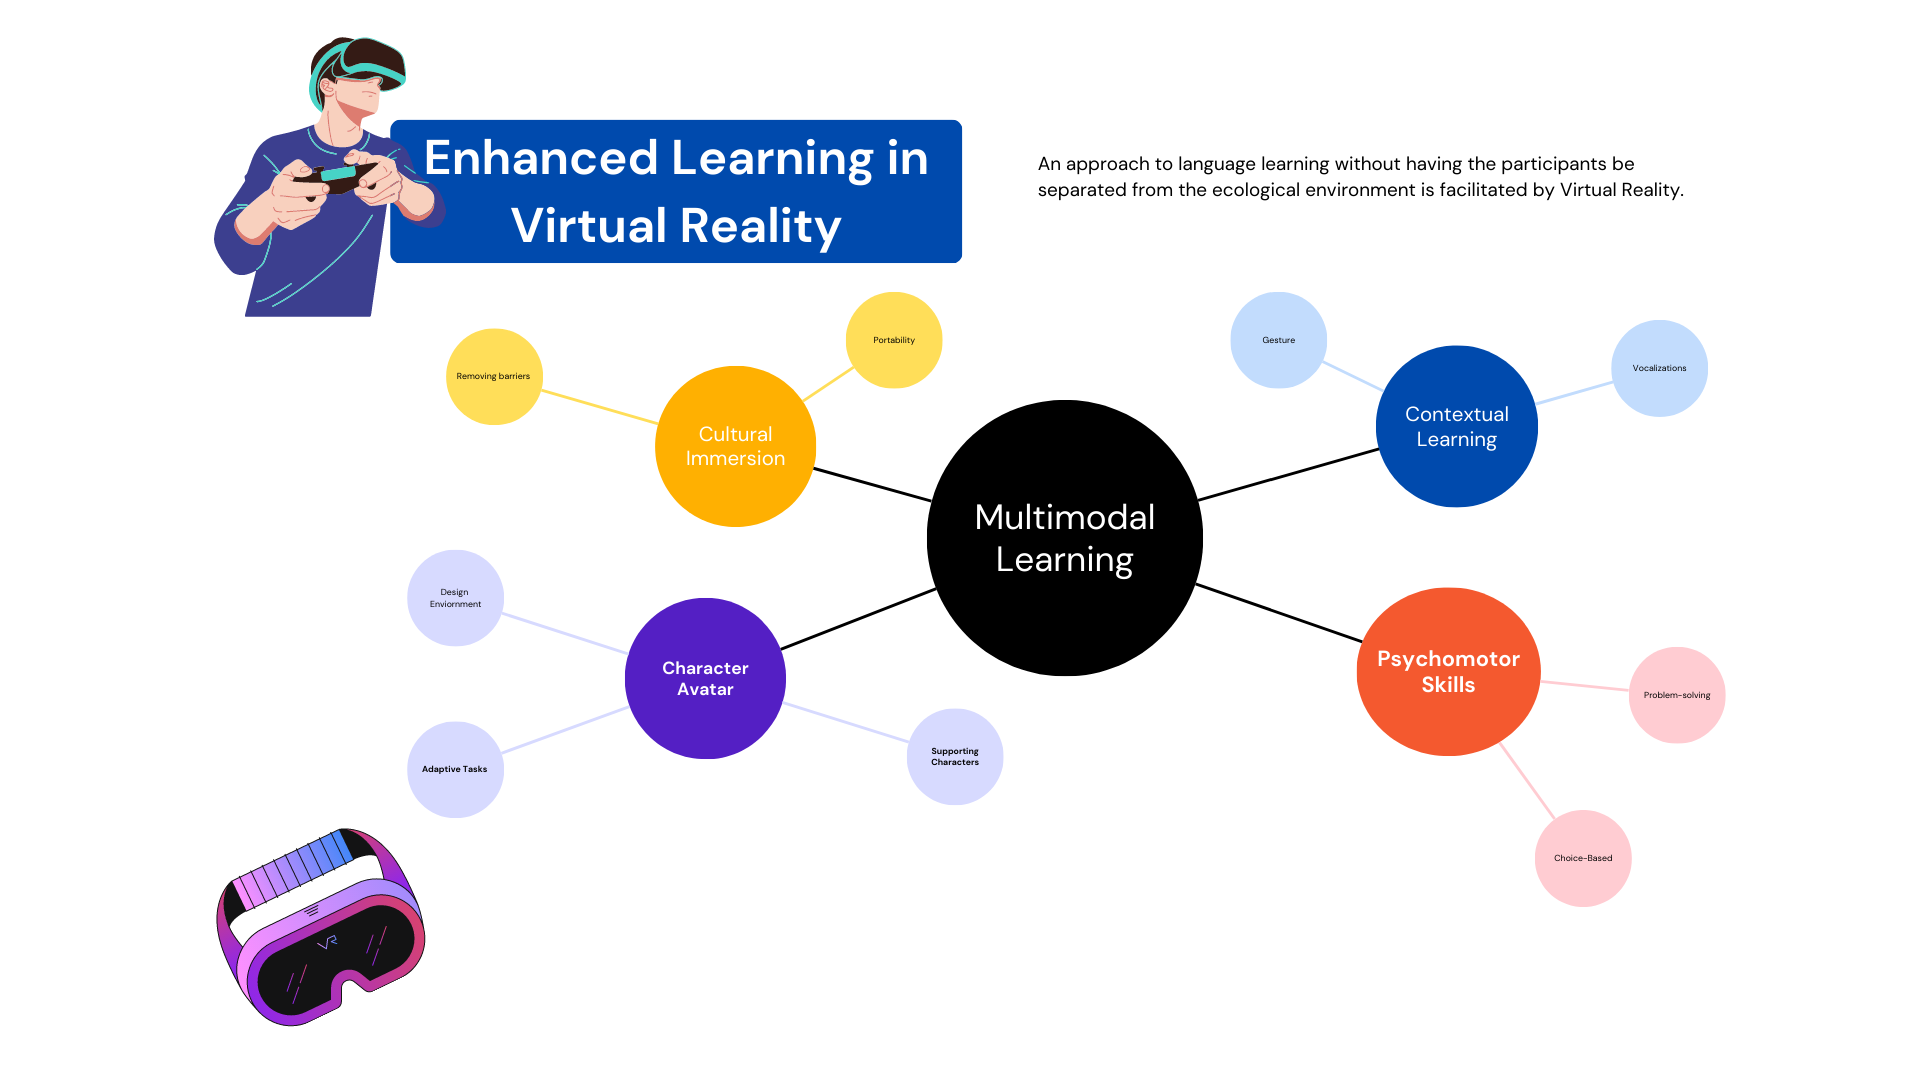 Enhanced Learning in
Virtual Reality
An approach to language learning without having the participants be
separated from the ecological environment is facilitated by Virtual Reality.
Removing barriers
Portability
Cultural
Immersion
Gesture
Vocalizations
Contextual
Learning
Multimodal
Learning
Design
Enviornment
Character
Avatar
Adaptive Tasks
Supporting
Characters
Psychomotor
Skills
Problem-solving
Choice-Based
VR